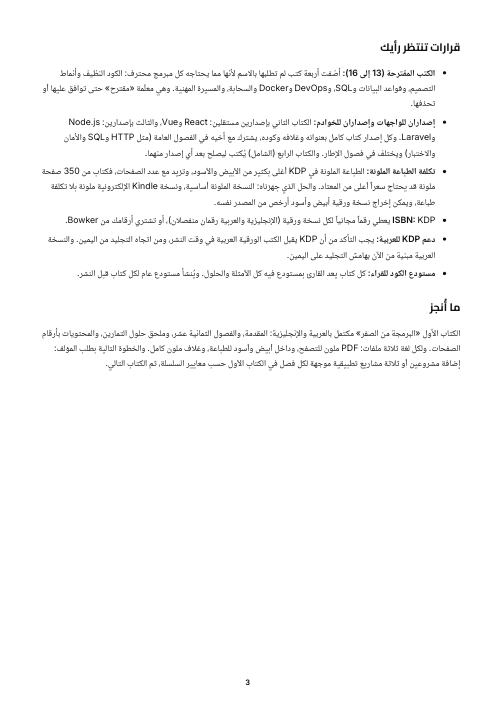 قرارات تنتظر رأيك
• الكتب المقترحة (13 إلى 16): أضفت أربعة كتب لم تطلبها بالاسم لأنها مما يحتاجه كل مبرمج محترف: الكود النظيف وأنماط
التصميم، وقواعد البيانات وSQL، وDevOps وDocker والسحابة، والمسيرة المهنية. وهي معلّمة «مقترح» حتى توافق عليها أو
تحذفها.
• إصداران للواجهات وإصداران للخوادم: الكتاب الثاني بإصدارين مستقلين: React وVue، والثالث بإصدارين: Node.js
وLaravel. وكل إصدار كتاب كامل بعنوانه وغلافه وكوده، يشترك مع أخيه في الفصول العامة (مثل HTTP وSQL والأمان
والاختبار) ويختلف في فصول الإطار. والكتاب الرابع (الشامل) يُكتب ليصلح بعد أي إصدار منهما.
• تكلفة الطباعة الملونة: الطباعة الملونة في KDP أغلى بكثير من الأبيض والأسود، وتزيد مع عدد الصفحات، فكتاب من 350 صفحة
ملونة قد يحتاج سعراً أعلى من المعتاد. والحل الذي جهزناه: النسخة الملونة أساسية، ونسخة Kindle الإلكترونية ملونة بلا تكلفة
طباعة، ويمكن إخراج نسخة ورقية أبيض وأسود أرخص من المصدر نفسه.
• ISBN: KDP يعطي رقماً مجانياً لكل نسخة ورقية (الإنجليزية والعربية رقمان منفصلان)، أو تشتري أرقامك من Bowker.
• دعم KDP للعربية: يجب التأكد من أن KDP يقبل الكتب الورقية العربية في وقت النشر، ومن اتجاه التجليد من اليمين. والنسخة
العربية مبنية من الآن بهامش التجليد على اليمين.
• مستودع الكود للقراء: كل كتاب يعد القارئ بمستودع فيه كل الأمثلة والحلول. ويُنشأ مستودع عام لكل كتاب قبل النشر.
ما أُنجز
الكتاب الأول «البرمجة من الصفر» مكتمل بالعربية والإنجليزية: المقدمة، والفصول الثمانية عشر، وملحق حلول التمارين، والمحتويات بأرقام
الصفحات. ولكل لغة ثلاثة ملفات: PDF ملون للتصفح، وداخل أبيض وأسود للطباعة، وغلاف ملون كامل. والخطوة التالية بطلب المؤلف:
إضافة مشروعين أو ثلاثة مشاريع تطبيقية موجهة لكل فصل في الكتاب الأول حسب معايير السلسلة، ثم الكتاب التالي.
3